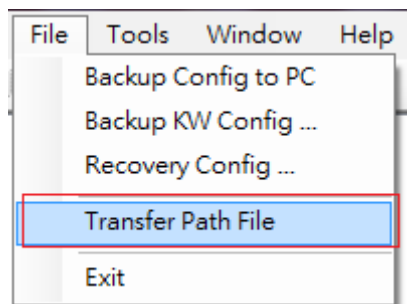 File Tools Window Help
Backup Config to PC
Backup KW Config ...
Recovery Config ...
Transfer Path File
Exit